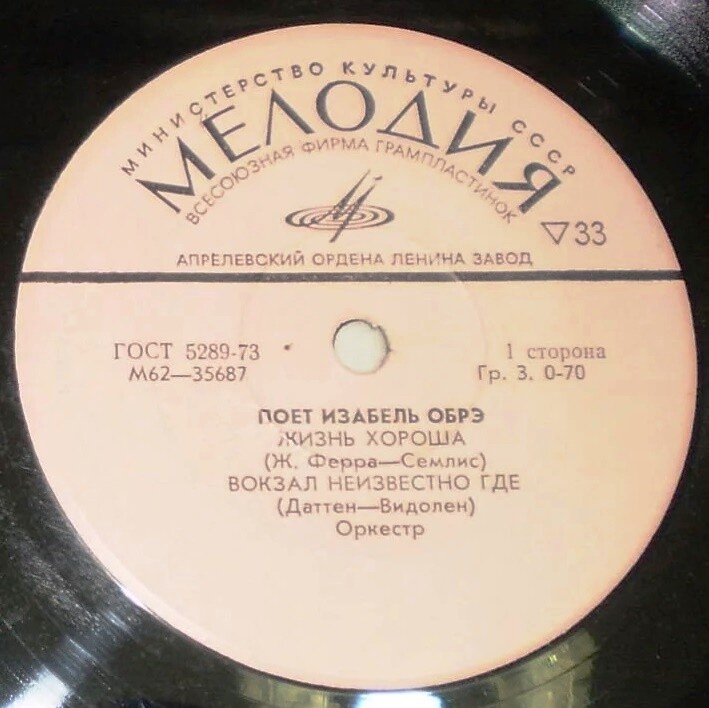 МИНИСТЕРСТВО КУЛЬТУРЫ СССР
МЕЛОДИЯ
ВСЕСОЮЗНАЯ ФИРМА ГРАМПЛАСТИНОК
▽33
АПРЕЛЕВСКИЙ ОРДЕНА ЛЕНИНА ЗАВОД
ГОСТ 5289-73 1 сторона
М62—35687 Гр. 3. 0-70
ПОЕТ ИЗАБЕЛЬ ОБРЭ
ЖИЗНЬ ХОРОША
(Ж. Ферра—Семлис)
ВОКЗАЛ НЕИЗВЕСТНО ГДЕ
(Даттен—Видолен)
Оркестр